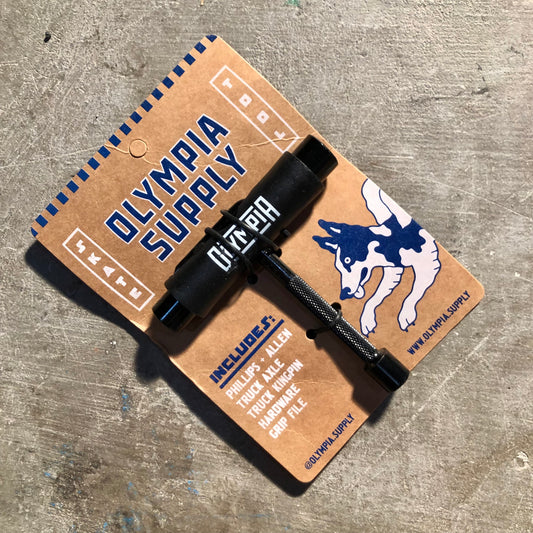 OLYMPIA
SUPPLY
SKATE
TOOL
OLYMPIA
INCLUDES:
PHILLIPS + ALLEN
TRUCK AXLE
TRUCK KINGPIN
HARDWARE
GRIP FILE
WWW.OLYMPIA.SUPPLY
@OLYMPIA.SUPPLY